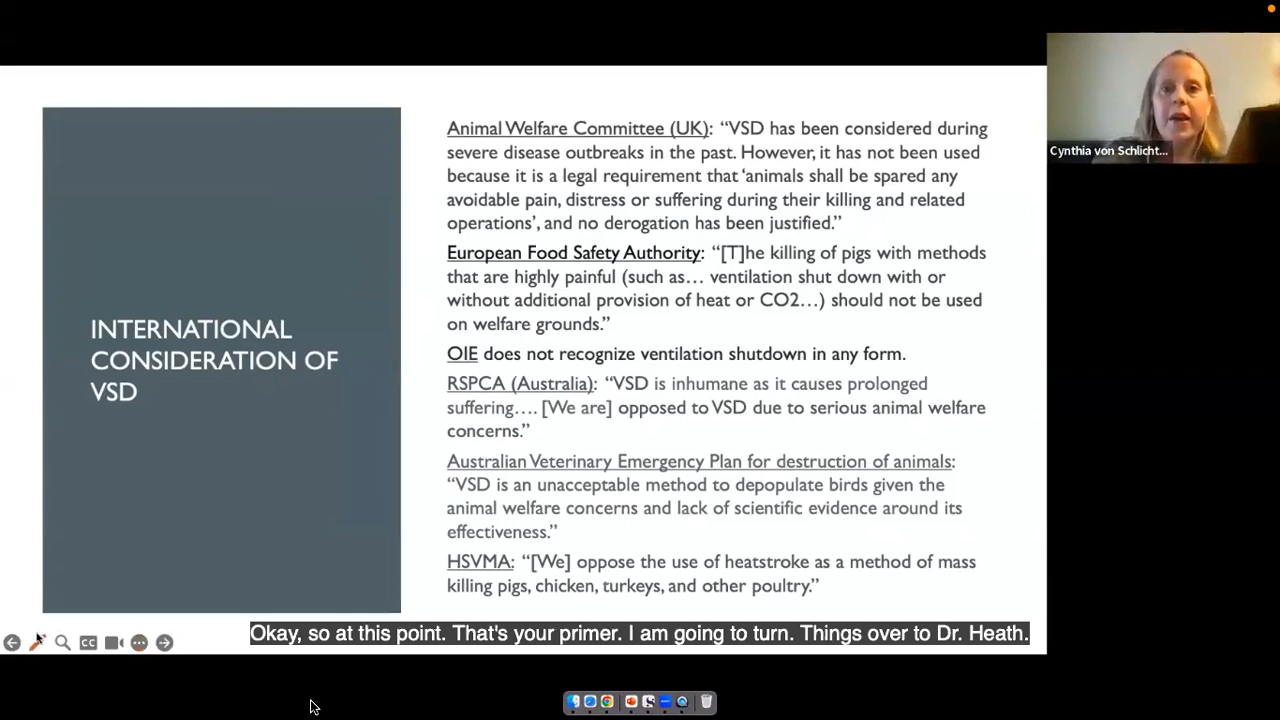 INTERNATIONAL
CONSIDERATION OF
VSD
Animal Welfare Committee (UK): “VSD has been considered during
severe disease outbreaks in the past. However, it has not been used
because it is a legal requirement that ‘animals shall be spared any
avoidable pain, distress or suffering during their killing and related
operations’, and no derogation has been justified.”
European Food Safety Authority: “[T]he killing of pigs with methods
that are highly painful (such as… ventilation shut down with or
without additional provision of heat or CO2…) should not be used
on welfare grounds.”
OIE does not recognize ventilation shutdown in any form.
RSPCA (Australia): “VSD is inhumane as it causes prolonged
suffering…. [We are] opposed to VSD due to serious animal welfare
concerns.”
Australian Veterinary Emergency Plan for destruction of animals:
“VSD is an unacceptable method to depopulate birds given the
animal welfare concerns and lack of scientific evidence around its
effectiveness.”
HSVMA: “[We] oppose the use of heatstroke as a method of mass
killing pigs, chicken, turkeys, and other poultry.”
Cynthia von Schlicht...
CC
Okay, so at this point. That's your primer. I am going to turn. Things over to Dr. Heath.